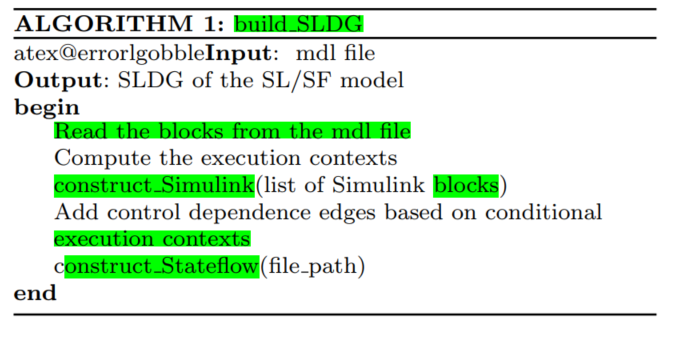 ALGORITHM 1: build_SLDG
atex@errorlgobbleInput: mdl file
Output: SLDG of the SL/SF model
begin
Read the blocks from the mdl file
Compute the execution contexts
construct_Simulink(list of Simulink blocks)
Add control dependence edges based on conditional
execution contexts
construct_Stateflow(file_path)
end